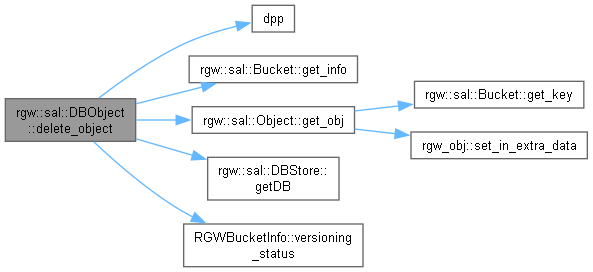 dpp
rgw::sal::Bucket::get_info
rgw::sal::DBObject
::delete_object
rgw::sal::Object::get_obj
rgw::sal::Bucket::get_key
rgw_obj::set_in_extra_data
rgw::sal::DBStore::
getDB
RGWBucketInfo::versioning
_status